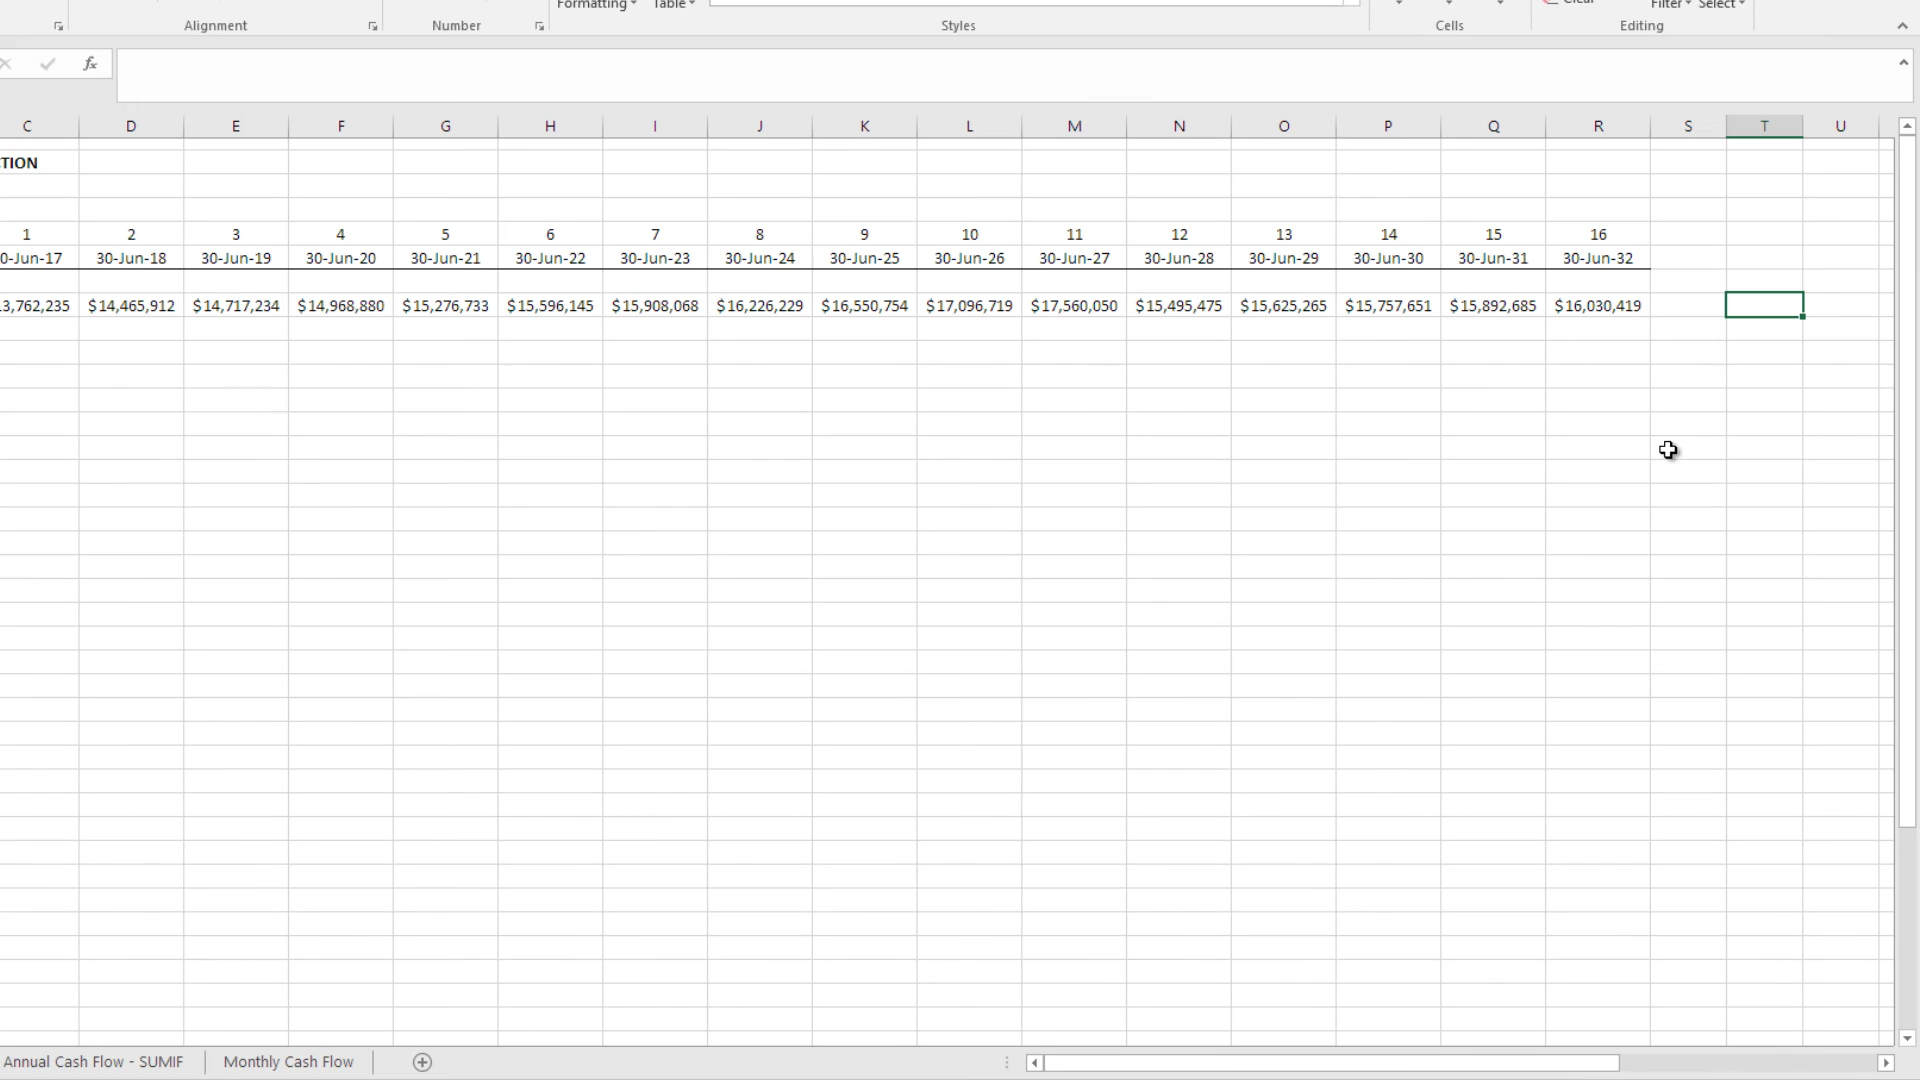 Formatting Table Clear Filter Select
Alignment Number Styles Cells Editing
fx
C D E F G H I J K L M N O P Q R S T U
TION
1 2 3 4 5 6 7 8 9 10 11 12 13 14 15 16
0-Jun-17 30-Jun-18 30-Jun-19 30-Jun-20 30-Jun-21 30-Jun-22 30-Jun-23 30-Jun-24 30-Jun-25 30-Jun-26 30-Jun-27 30-Jun-28 30-Jun-29 30-Jun-30 30-Jun-31 30-Jun-32
3,762,235 $14,465,912 $14,717,234 $14,968,880 $15,276,733 $15,596,145 $15,908,068 $16,226,229 $16,550,754 $17,096,719 $17,560,050 $15,495,475 $15,625,265 $15,757,651 $15,892,685 $16,030,419
Annual Cash Flow - SUMIF Monthly Cash Flow